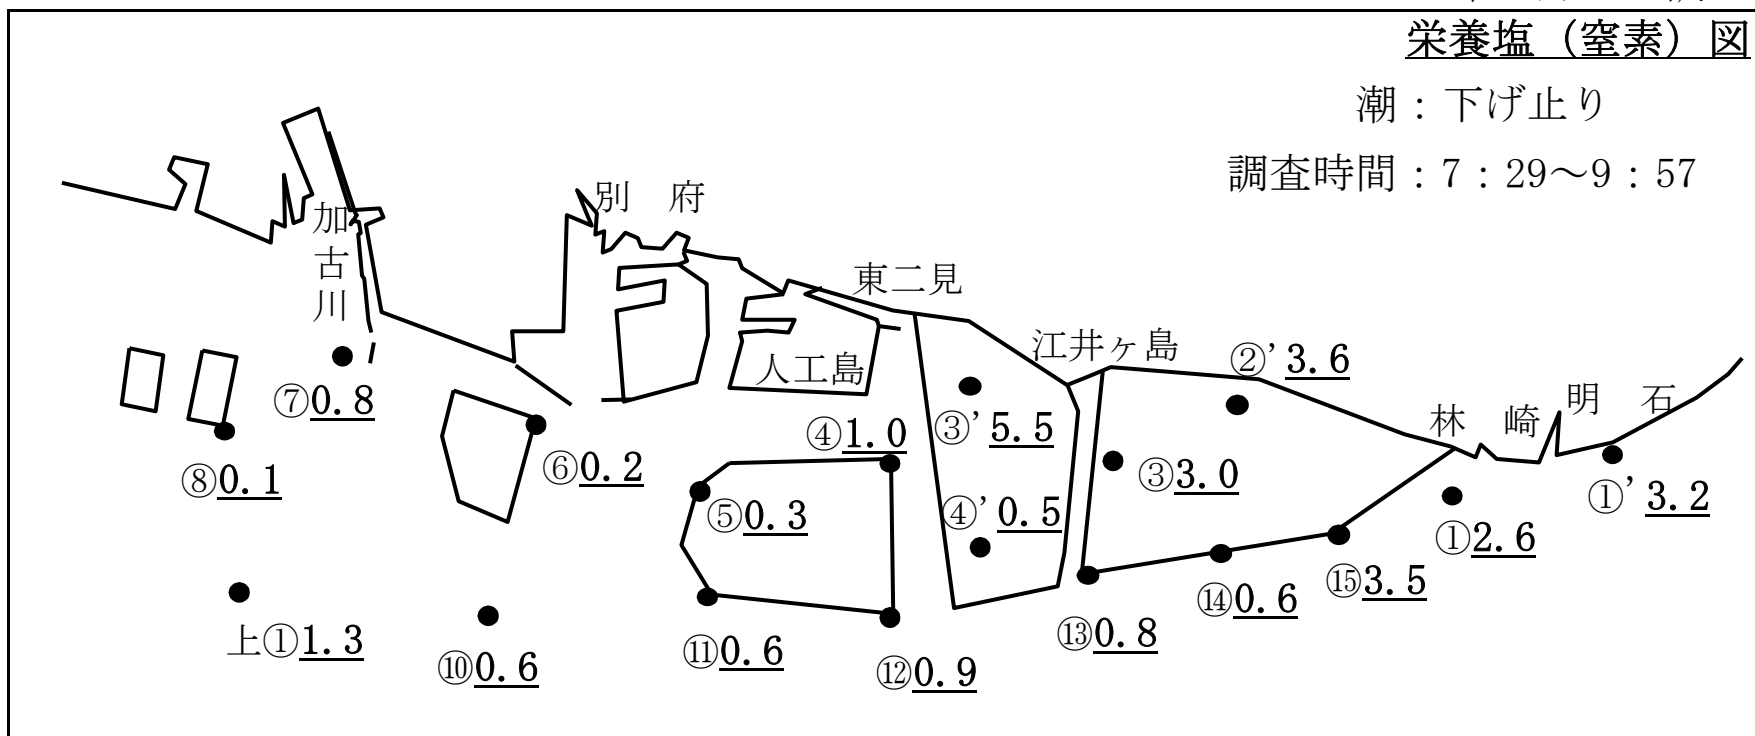 栄養塩（窒素）図
潮：下げ止り
調査時間：7：29～9：57
加古川
別　府
東二見
人工島
江井ヶ島
林　崎
明　石
②’3.6
⑦0.8
③’5.5
④1.0
⑧0.1
⑥0.2
③3.0
①’3.2
⑤0.3
④’0.5
①2.6
⑮3.5
⑭0.6
⑬0.8
上①1.3
⑩0.6
⑪0.6
⑫0.9